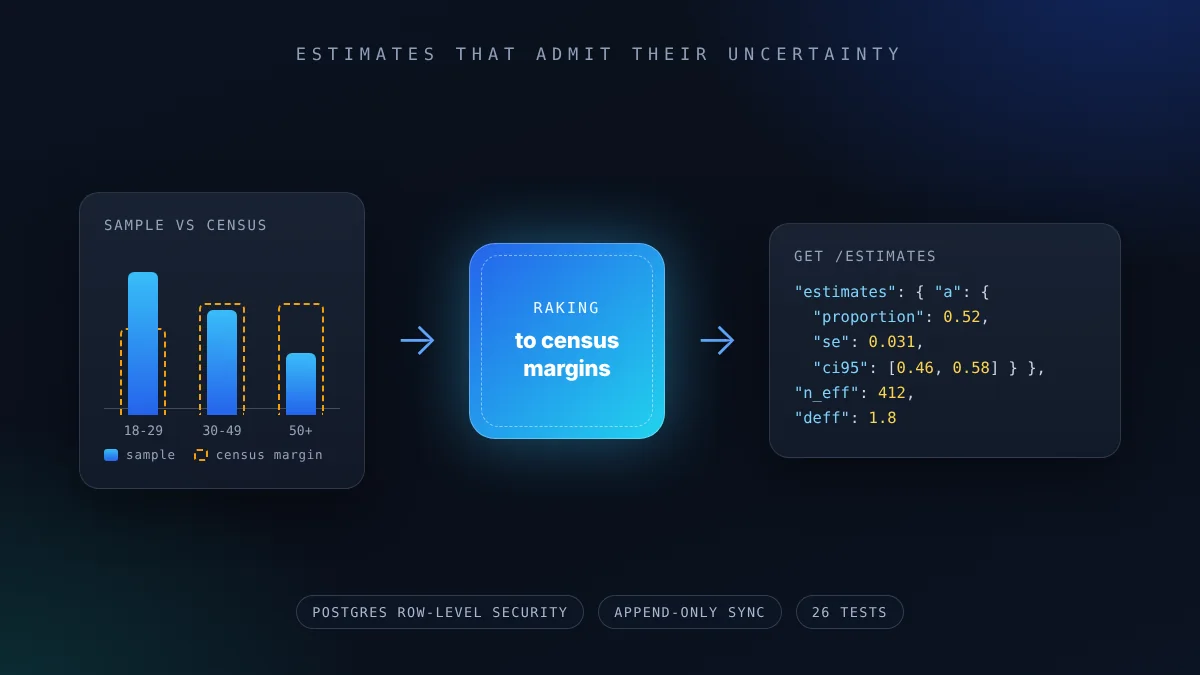 ESTIMATES THAT ADMIT THEIR UNCERTAINTY
SAMPLE VS CENSUS
18-29 30-49 50+
sample census margin
RAKING
to census
margins
GET /ESTIMATES
"estimates": { "a": {
"proportion": 0.52,
"se": 0.031,
"ci95": [0.46, 0.58] } },
"n_eff": 412,
"deff": 1.8
POSTGRES ROW-LEVEL SECURITY
APPEND-ONLY SYNC
26 TESTS